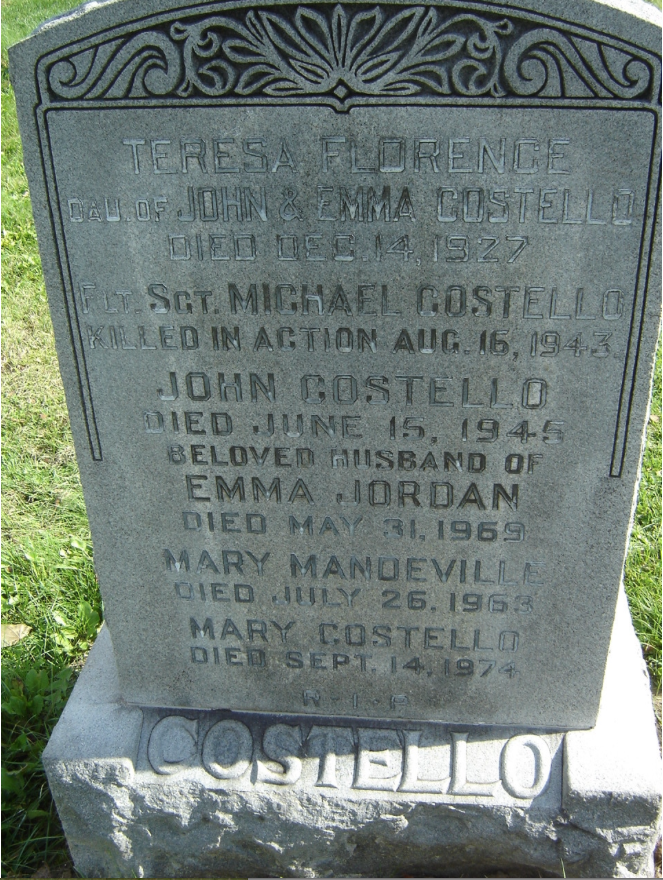 TERESA FLORENCE
DAU. OF JOHN & EMMA COSTELLO
DIED DEC. 14, 1927
FLT. SGT. MICHAEL COSTELLO
KILLED IN ACTION AUG. 16, 1943.
JOHN COSTELLO
DIED JUNE 15, 1945
BELOVED HUSBAND OF
EMMA JORDAN
DIED MAY 31, 1969
MARY MANDEVILLE
DIED JULY 26, 1963
MARY COSTELLO
DIED SEPT. 14, 1974
R·I·P
COSTELLO